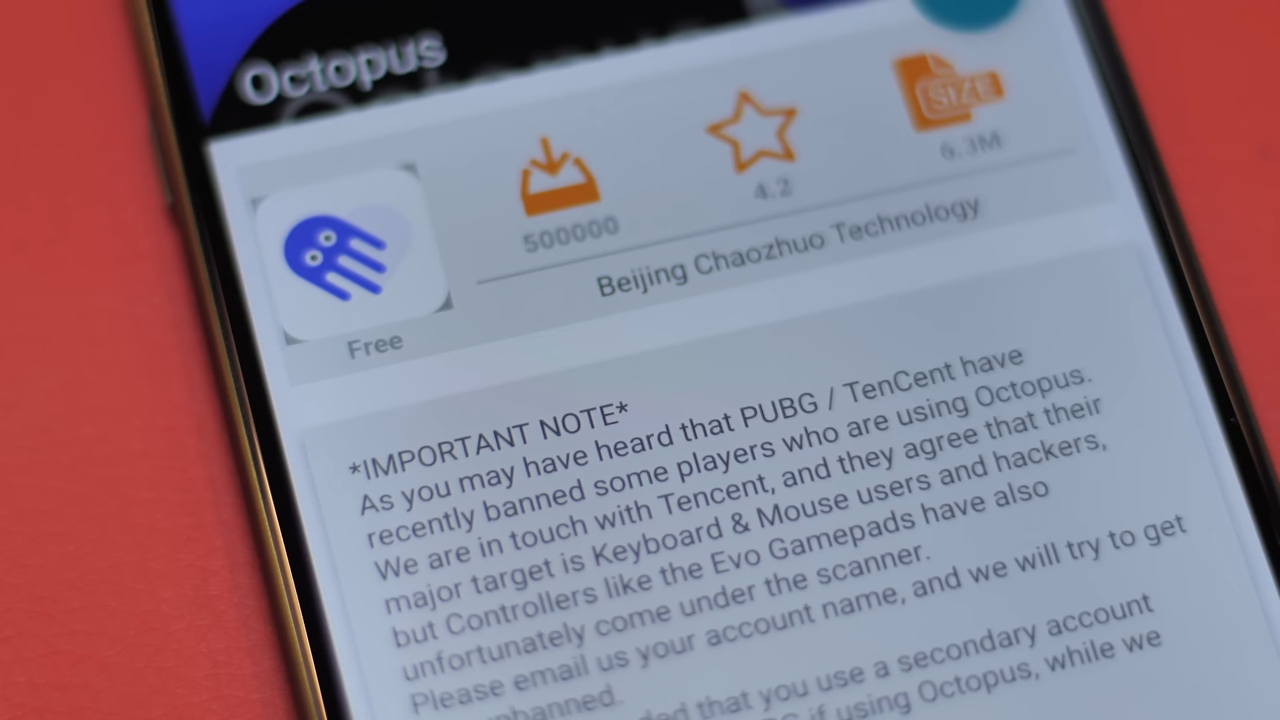 Octopus
SIZE
500000
4.2
6.3M
Beijing Chaozhuo Technology
Free
*IMPORTANT NOTE*
As you may have heard that PUBG / TenCent have
recently banned some players who are using Octopus.
We are in touch with Tencent, and they agree that their
major target is Keyboard & Mouse users and hackers,
but Controllers like the Evo Gamepads have also
unfortunately come under the scanner.
Please email us your account name, and we will try to get
that you use a secondary account
if using Octopus, while we